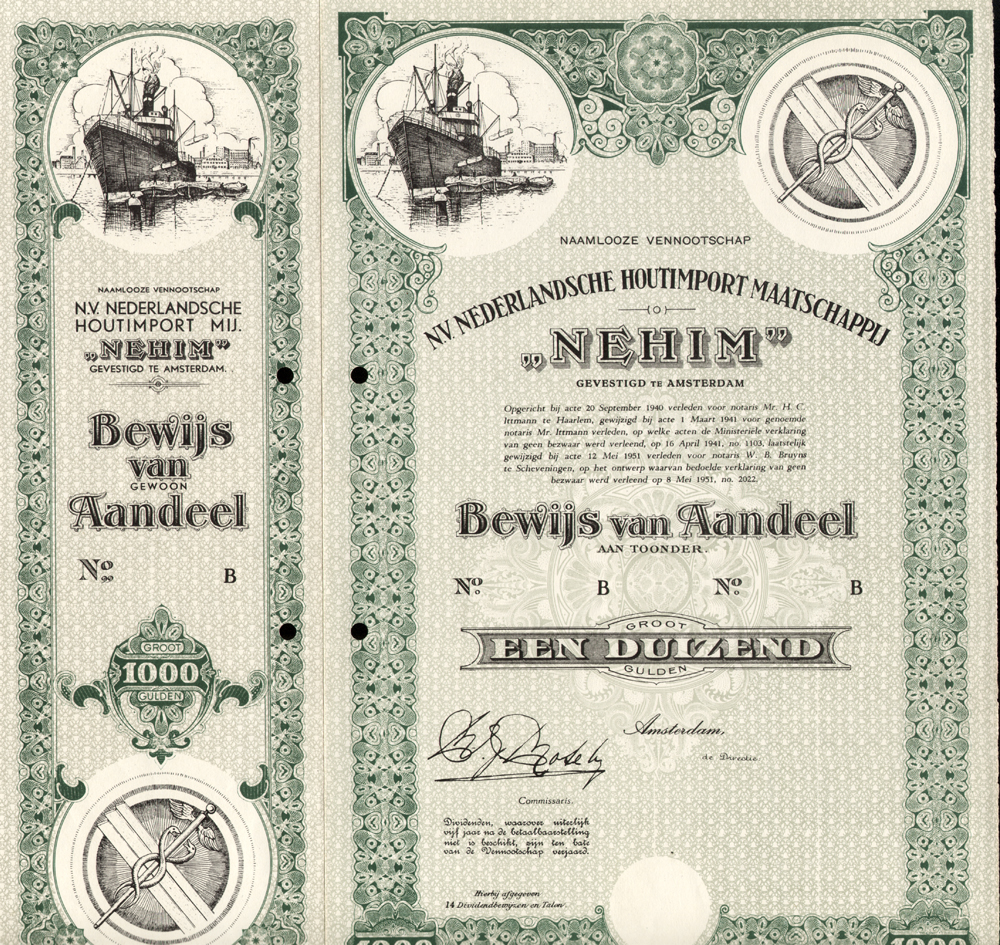 NAAMLOOZE VENNOOTSCHAP
N.V. NEDERLANDSCHE
HOUTIMPORT MIJ.
„NEHIM”
GEVESTIGD TE AMSTERDAM.
Bewijs
van
GEWOON
Aandeel
No.
B
GROOT
1000
GULDEN
NAAMLOOZE VENNOOTSCHAP
N.V. NEDERLANDSCHE HOUTIMPORT MAATSCHAPPIJ
„NEHIM”
GEVESTIGD TE AMSTERDAM
Opgericht bij acte 20 September 1940 verleden voor notaris Mr. H. C.
Ittmann te Haarlem, gewijzigd bij acte 1 Maart 1941 voor genoemde
notaris Mr. Ittmann verleden, op welke acten de Ministeriële verklaring
van geen bezwaar werd verleend, op 16 April 1941, no. 1103, laatstelijk
gewijzigd bij acte 12 Mei 1951 verleden voor notaris W. B. Bruyns
te Scheveningen, op het ontwerp waarvan bedoelde verklaring van geen
bezwaar werd verleend op 8 Mei 1951, no. 2022.
Bewijs van Aandeel
AAN TOONDER.
No. B No. B
GROOT
EEN DUIZEND
GULDEN
Amsterdam,
de Directie.
Commissaris.
Dividenden, waarover uiterlijk
vijf jaar na de betaalbaarstelling
niet is beschikt, zijn ten bate
van de Vennootschap verjaard.
Hierbij afgegeven
14 Dividendbewijzen en Talon.
1000